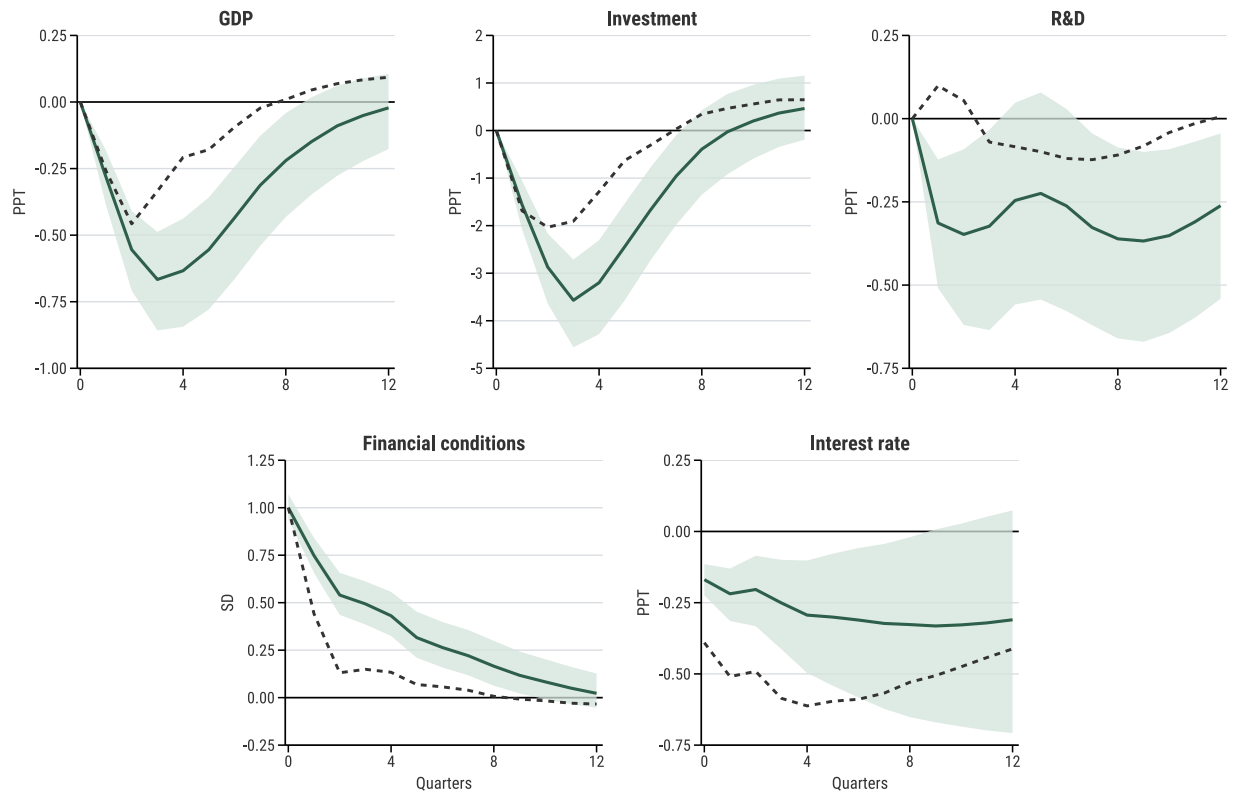 GDP
PPT
0.25
0.00
-0.25
-0.50
-0.75
-1.00
0 4 8 12
Investment
PPT
2
1
0
-1
-2
-3
-4
-5
0 4 8 12
R&D
PPT
0.25
0.00
-0.25
-0.50
-0.75
0 4 8 12
Financial conditions
SD
1.25
1.00
0.75
0.50
0.25
0.00
-0.25
0 4 8 12
Quarters
Interest rate
PPT
0.25
0.00
-0.25
-0.50
-0.75
0 4 8 12
Quarters